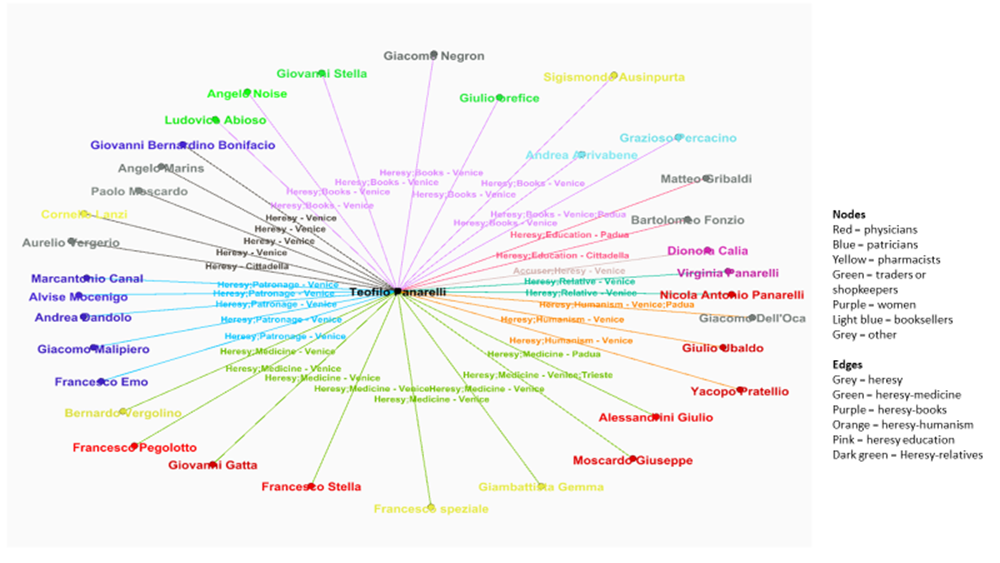 Giacomo Negron
Giovanni Stella
Sigismondo Ausinpurta
Angelo Noise
Giulio orefice
Ludovico Abioso
Grazioso Percacino
Giovanni Bernardino Bonifacio
Andrea Arrivabene
Angelo Marins
Heresy;Books - Venice
Matteo Gribaldi
Heresy;Books - Venice
Heresy;Books - Venice
Paolo Moscardo
Heresy;Books - Venice
Heresy;Books - Venice
Heresy;Books - Venice
Cornelio Lanzi
Heresy - Venice
Heresy;Books - Venice;Padua
Bartolomeo Fonzio
Heresy;Books - Venice
Heresy - Venice
Heresy;Education - Padua
Aurelio Vergerio
Heresy - Venice
Heresy - Venice
Heresy;Education - Cittadella
Dionora Calia
Heresy - Cittadella
Accuser;Heresy - Venice
Virginia Panarelli
Marcantonio Canal
Heresy;Patronage - Venice
Heresy;Relative - Venice
Teofilo Panarelli
Alvise Mocenigo
Heresy;Patronage - Venice
Heresy;Relative - Venice
Nicola Antonio Panarelli
Heresy;Patronage - Venice
Heresy;Humanism - Venice;Padua
Andrea Dandolo
Heresy;Patronage - Venice
Heresy;Humanism - Venice
Giacomo Dell'Oca
Heresy;Patronage - Venice
Heresy;Humanism - Venice
Giacomo Malipiero
Heresy;Medicine - Venice
Heresy;Medicine - Padua
Giulio Ubaldo
Heresy;Medicine - Venice
Heresy;Medicine - Venice;Trieste
Francesco Emo
Heresy;Medicine - Venice
Heresy;Medicine - Venice
Heresy;Medicine - Venice
Yacopo Pratellio
Heresy;Medicine - Venice
Bernardo Vergolino
Alessandrini Giulio
Francesco Pegolotto
Giovanni Gatta
Moscardo Giuseppe
Francesco Stella
Giambattista Gemma
Francesco speziale
Nodes
Red = physicians
Blue = patricians
Yellow = pharmacists
Green = traders or
shopkeepers
Purple = women
Light blue = booksellers
Grey = other
Edges
Grey = heresy
Green = heresy-medicine
Purple = heresy-books
Orange = heresy-humanism
Pink = heresy education
Dark green = Heresy-relatives